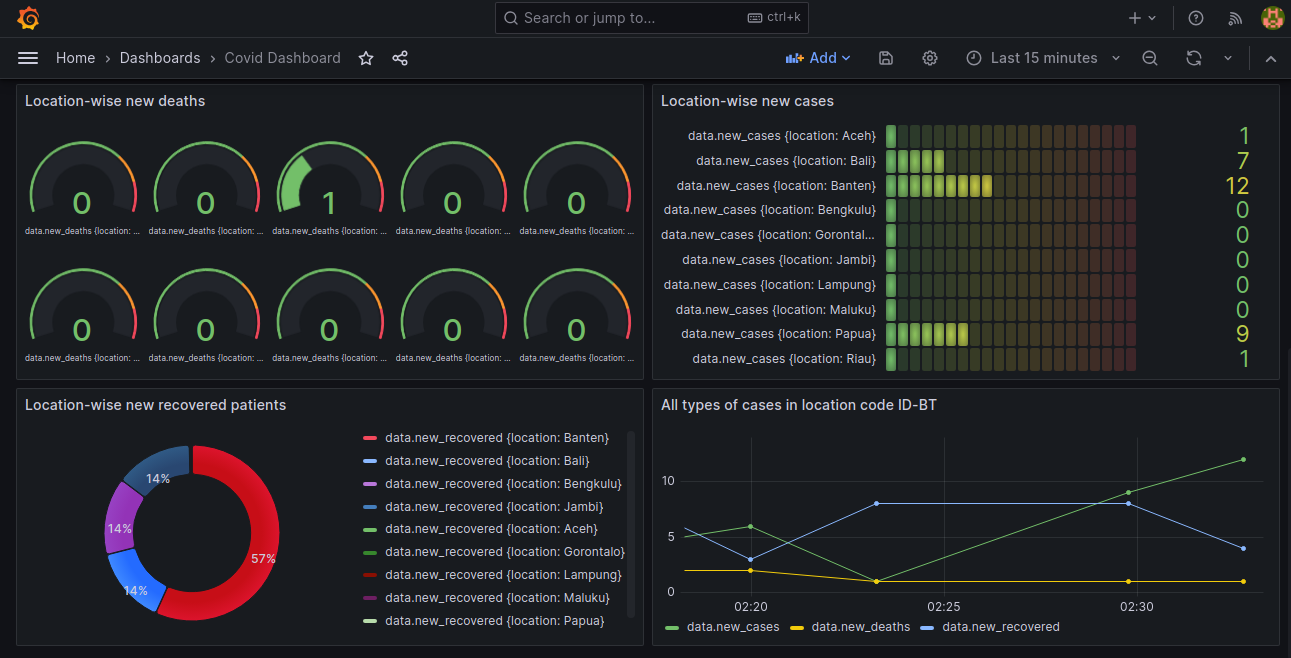 Search or jump to...
ctrl+k
Home › Dashboards › Covid Dashboard
Add
Last 15 minutes
Location-wise new deaths
0 0 1 0 0
data.new_deaths {location: ... data.new_deaths {location: ... data.new_deaths {location: ... data.new_deaths {location: ... data.new_deaths {location: ...
0 0 0 0 0
data.new_deaths {location: ... data.new_deaths {location: ... data.new_deaths {location: ... data.new_deaths {location: ... data.new_deaths {location: ...
Location-wise new cases
data.new_cases {location: Aceh} 1
data.new_cases {location: Bali} 7
data.new_cases {location: Banten} 12
data.new_cases {location: Bengkulu} 0
data.new_cases {location: Gorontal... 0
data.new_cases {location: Jambi} 0
data.new_cases {location: Lampung} 0
data.new_cases {location: Maluku} 0
data.new_cases {location: Papua} 9
data.new_cases {location: Riau} 1
Location-wise new recovered patients
14%
14%
14%
57%
data.new_recovered {location: Banten}
data.new_recovered {location: Bali}
data.new_recovered {location: Bengkulu}
data.new_recovered {location: Jambi}
data.new_recovered {location: Aceh}
data.new_recovered {location: Gorontalo}
data.new_recovered {location: Lampung}
data.new_recovered {location: Maluku}
data.new_recovered {location: Papua}
All types of cases in location code ID-BT
10
5
0
02:20 02:25 02:30
data.new_cases data.new_deaths data.new_recovered